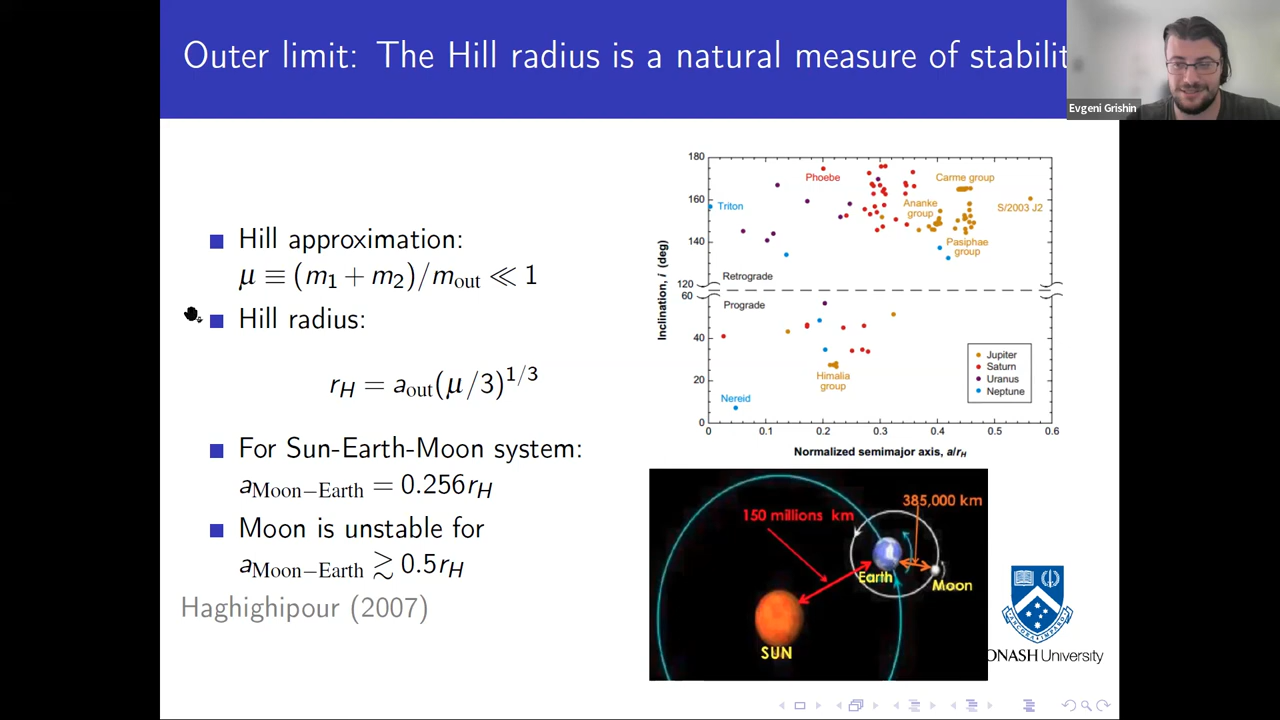 Outer limit: The Hill radius is a natural measure of stabilit
Evgeni Grishin
Hill approximation:
μ ≡ (m₁ + m₂)/m_out ≪ 1
Hill radius:
r_H = a_out(μ/3)^1/3
For Sun-Earth-Moon system:
a_Moon−Earth = 0.256r_H
Moon is unstable for
a_Moon−Earth ≳ 0.5r_H
Haghighipour (2007)
180
160
140
120
60
40
20
0
Inclination, i (deg)
Phoebe
Carme group
Triton
Ananke
group
S/2003 J2
Pasiphae
group
Retrograde
Prograde
Himalia
group
Nereid
Jupiter
Saturn
Uranus
Neptune
0 0.1 0.2 0.3 0.4 0.5 0.6
Normalized semimajor axis, a/r_H
385,000 km
150 millions km
Earth
Moon
SUN
ANCORA IMPARO
ONASH University